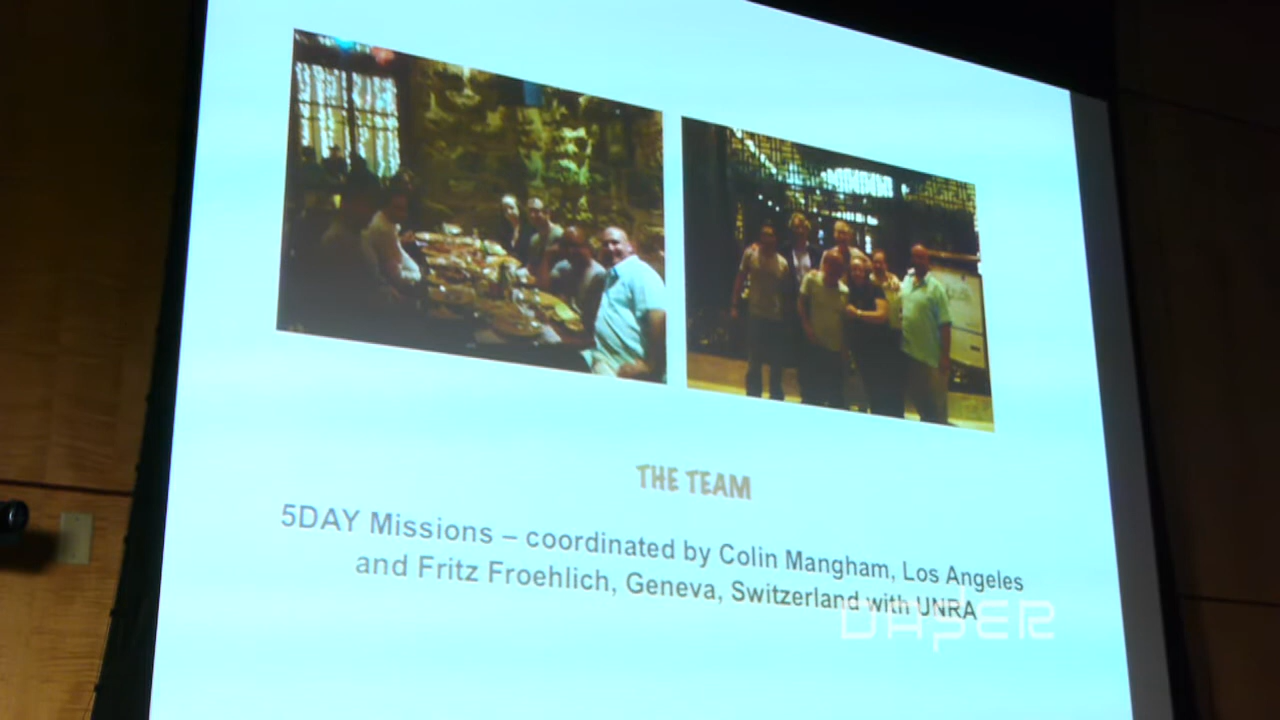 THE TEAM
5DAY Missions – coordinated by Colin Mangham, Los Angeles
and Fritz Froehlich, Geneva, Switzerland with UNRA
DASER